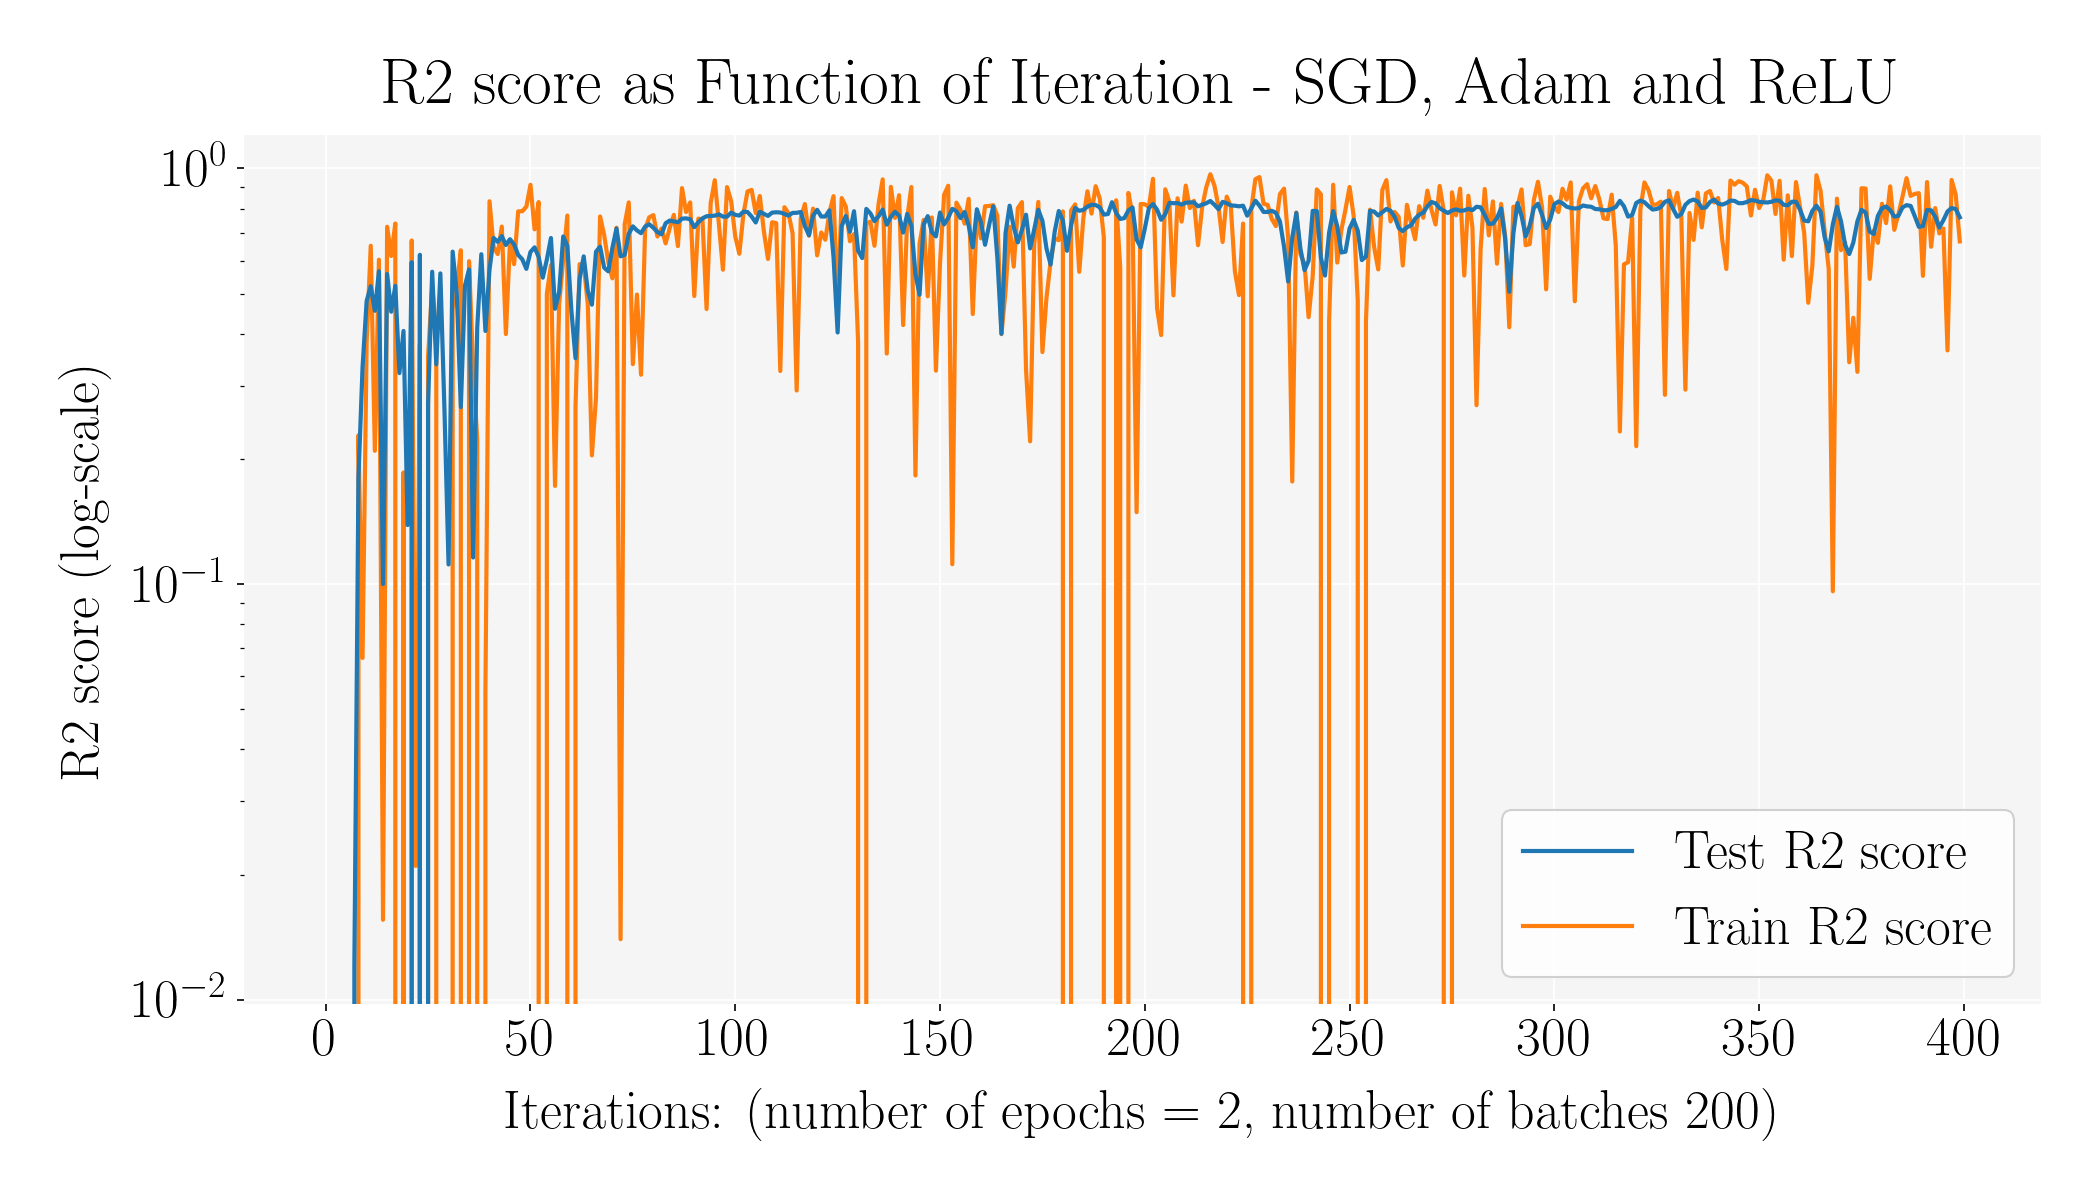 R2 score as Function of Iteration - SGD, Adam and ReLU
R2 score (log-scale)
10⁰
10⁻¹
10⁻²
0 50 100 150 200 250 300 350 400
Iterations: (number of epochs = 2, number of batches 200)
Test R2 score
Train R2 score